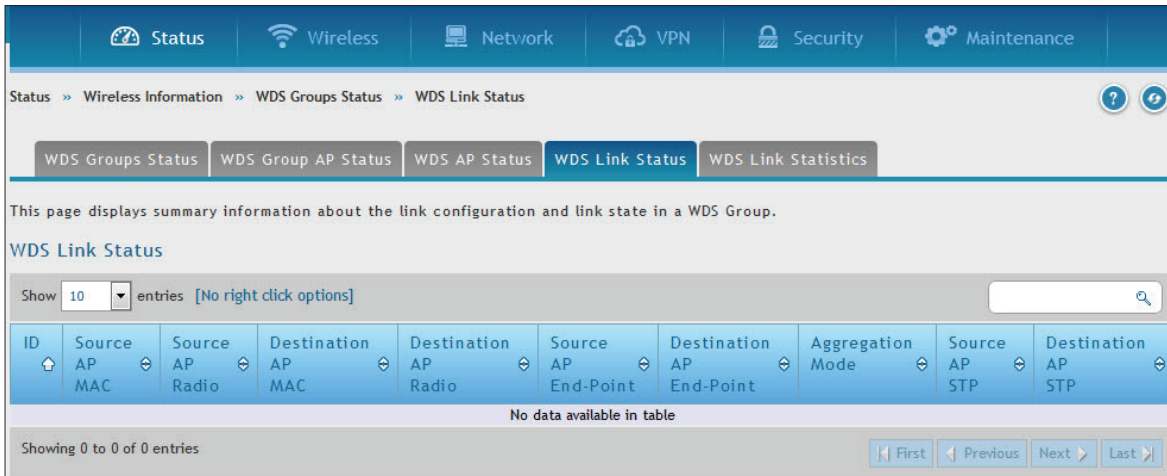 Status Wireless Network VPN Security Maintenance
Status » Wireless Information » WDS Groups Status » WDS Link Status
WDS Groups Status WDS Group AP Status WDS AP Status WDS Link Status WDS Link Statistics
This page displays summary information about the link configuration and link state in a WDS Group.
WDS Link Status
Show 10 entries [No right click options]
ID
Source AP MAC
Source AP Radio
Destination AP MAC
Destination AP Radio
Source AP End-Point
Destination AP End-Point
Aggregation Mode
Source AP STP
Destination AP STP
No data available in table
Showing 0 to 0 of 0 entries
First Previous Next Last